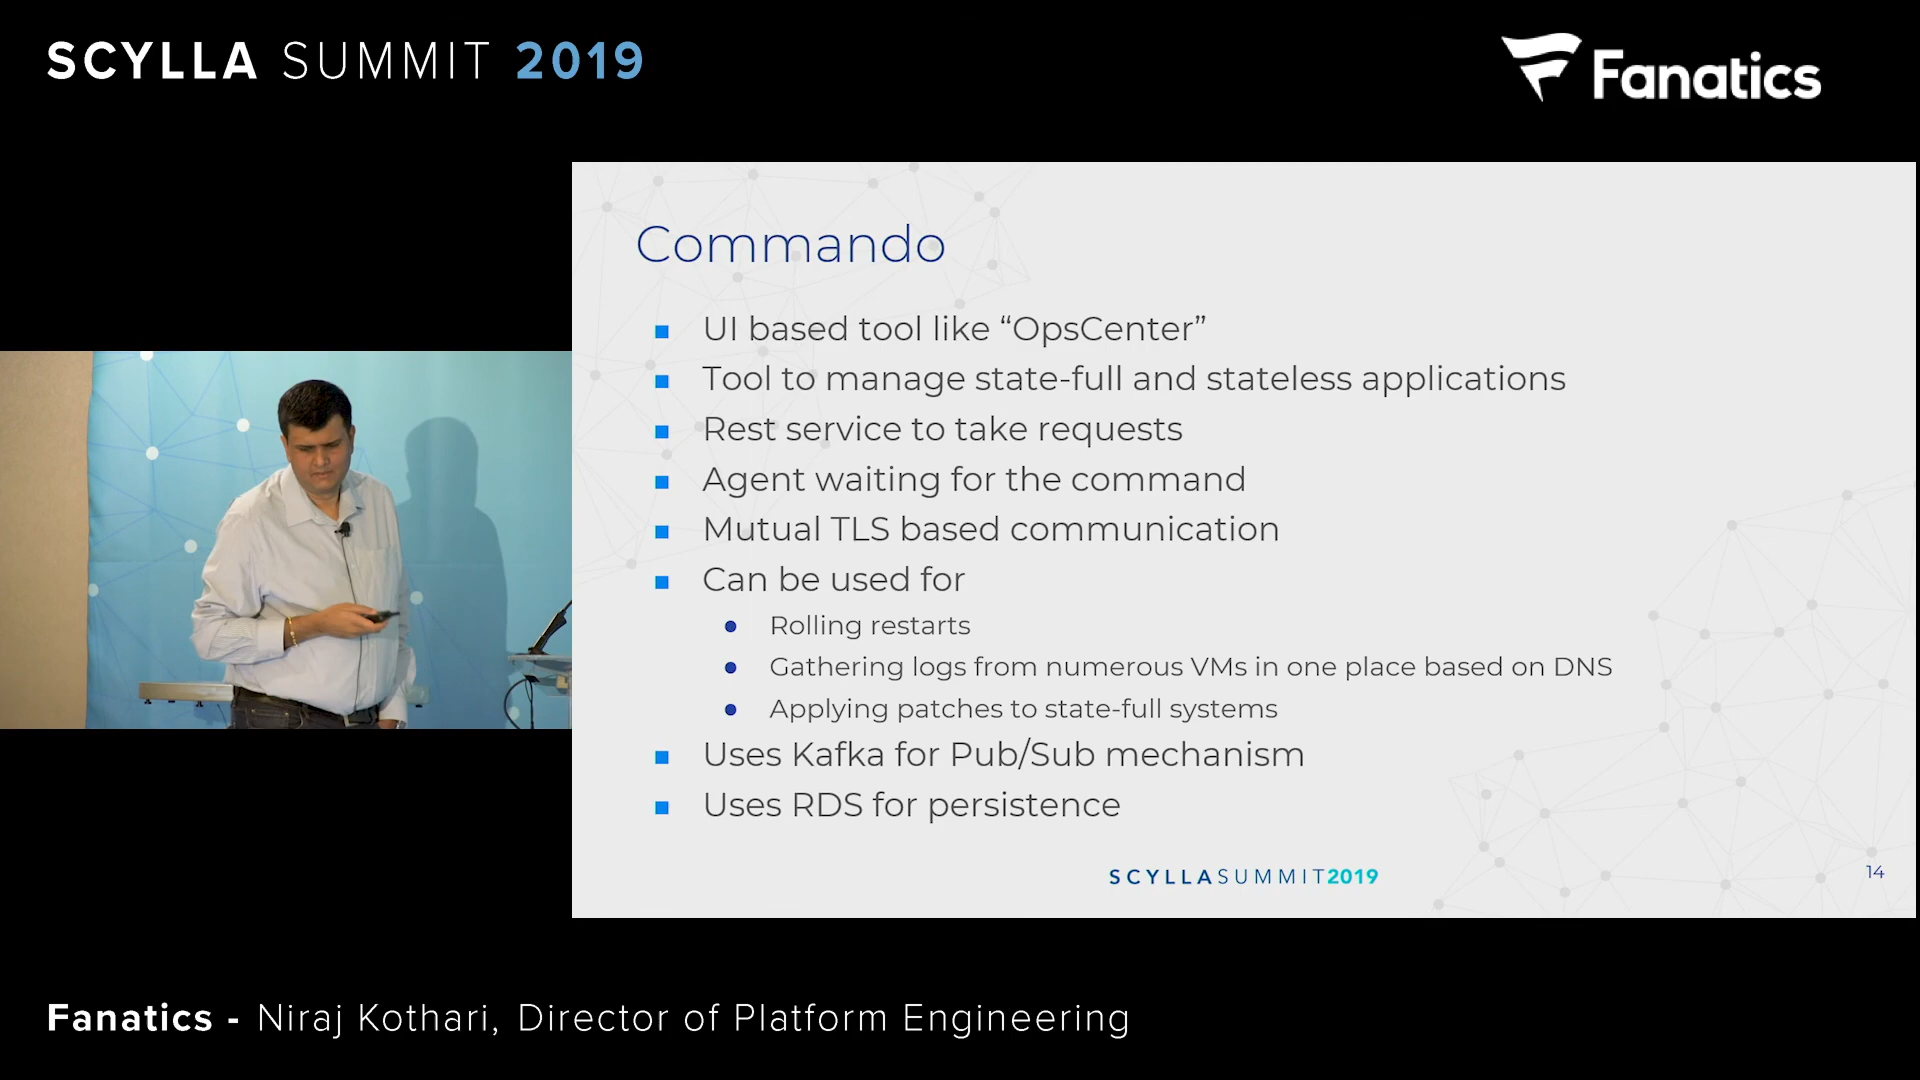 SCYLLA SUMMIT 2019
Fanatics
Commando
UI based tool like “OpsCenter”
Tool to manage state-full and stateless applications
Rest service to take requests
Agent waiting for the command
Mutual TLS based communication
Can be used for
Rolling restarts
Gathering logs from numerous VMs in one place based on DNS
Applying patches to state-full systems
Uses Kafka for Pub/Sub mechanism
Uses RDS for persistence
SCYLLASUMMIT2019
14
Fanatics - Niraj Kothari, Director of Platform Engineering